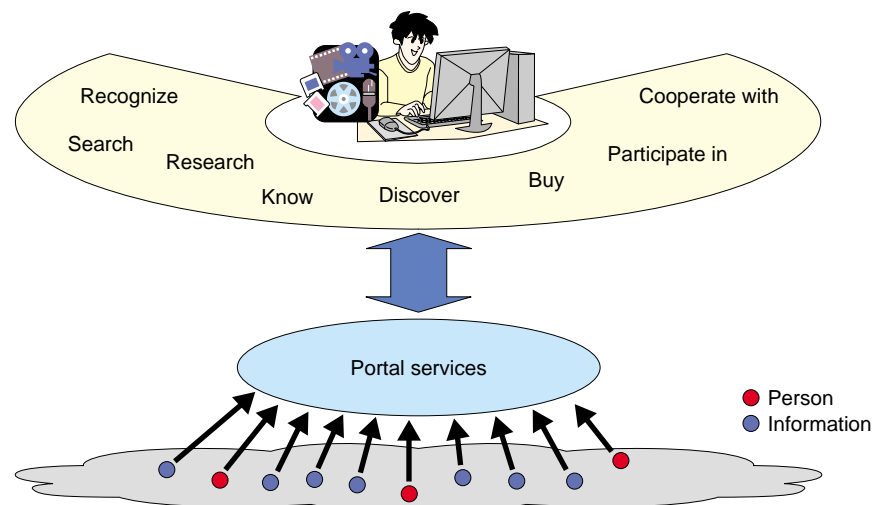 Recognize
Cooperate with
Search
Research
Participate in
Know
Discover
Buy
Portal services
Person
Information